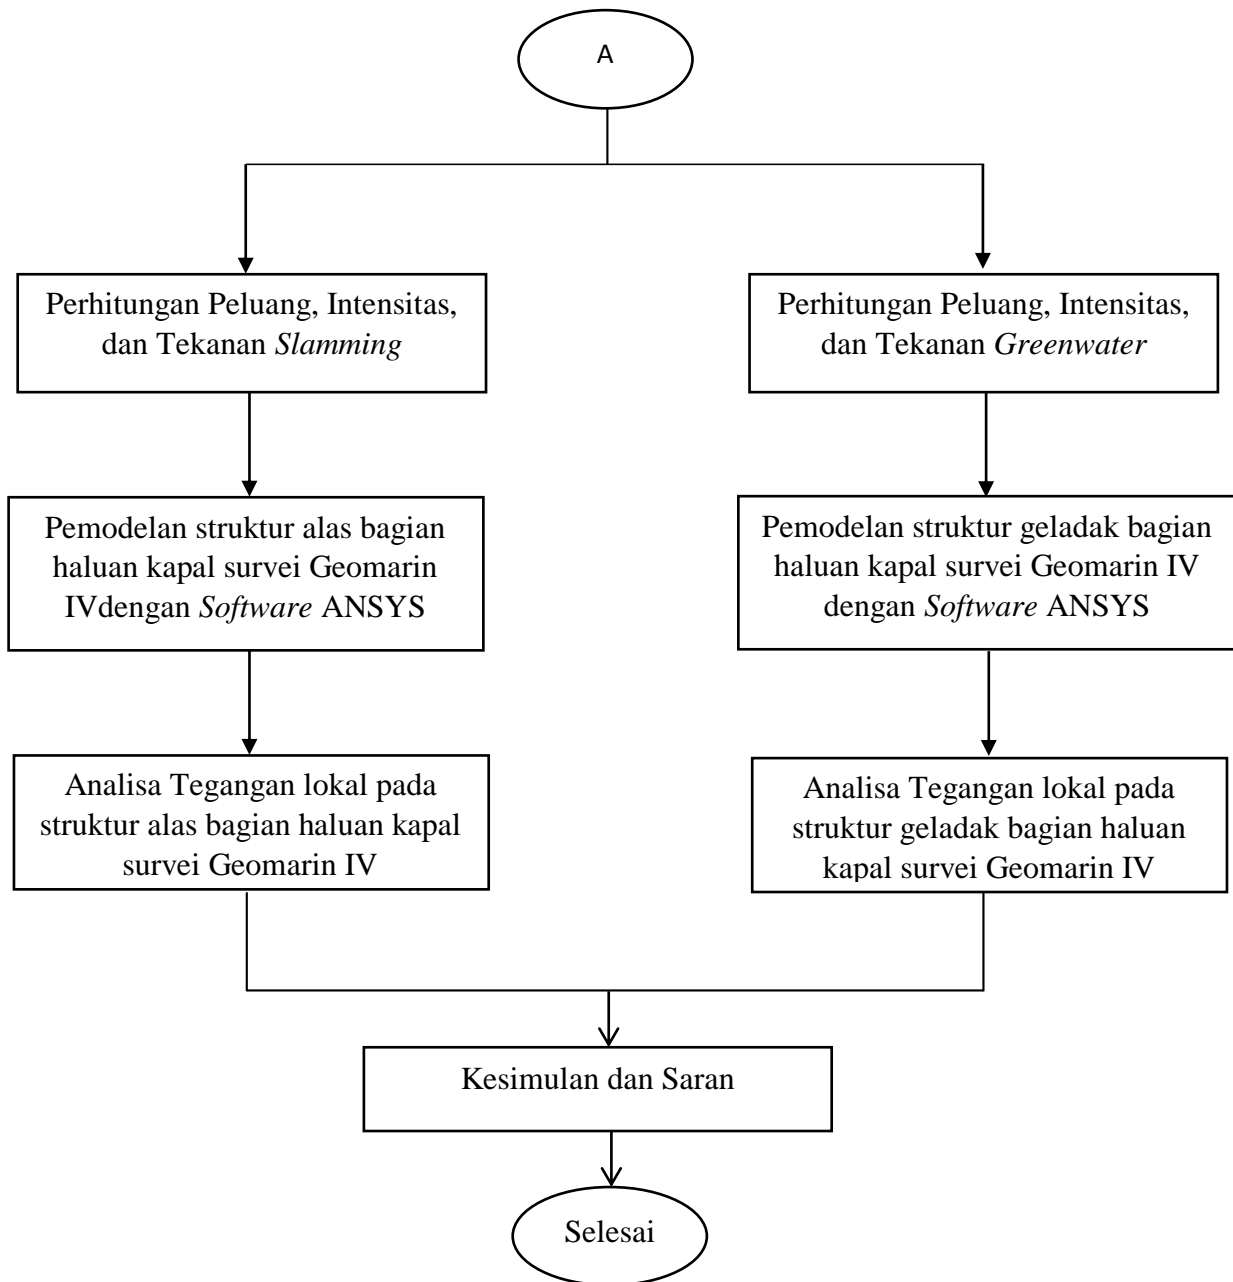 A
Perhitungan Peluang, Intensitas,
dan Tekanan Slamming
Perhitungan Peluang, Intensitas,
dan Tekanan Greenwater
Pemodelan struktur alas bagian
haluan kapal survei Geomarin
IVdengan Software ANSYS
Pemodelan struktur geladak bagian
haluan kapal survei Geomarin IV
dengan Software ANSYS
Analisa Tegangan lokal pada
struktur alas bagian haluan kapal
survei Geomarin IV
Analisa Tegangan lokal pada
struktur geladak bagian haluan
kapal survei Geomarin IV
Kesimulan dan Saran
Selesai